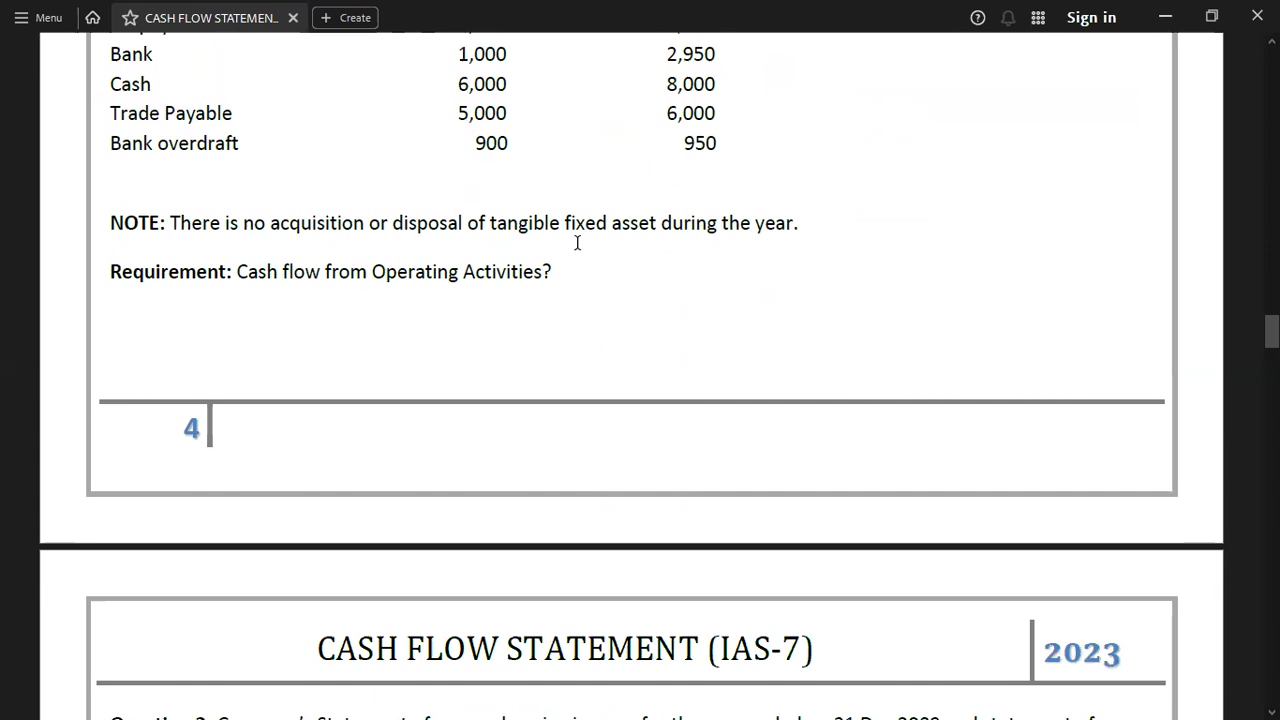 Menu CASH FLOW STATEMEN... Create Sign in
Bank 1,000 2,950
Cash 6,000 8,000
Trade Payable 5,000 6,000
Bank overdraft 900 950
NOTE: There is no acquisition or disposal of tangible fixed asset during the year.
Requirement: Cash flow from Operating Activities?
4
CASH FLOW STATEMENT (IAS-7) 2023